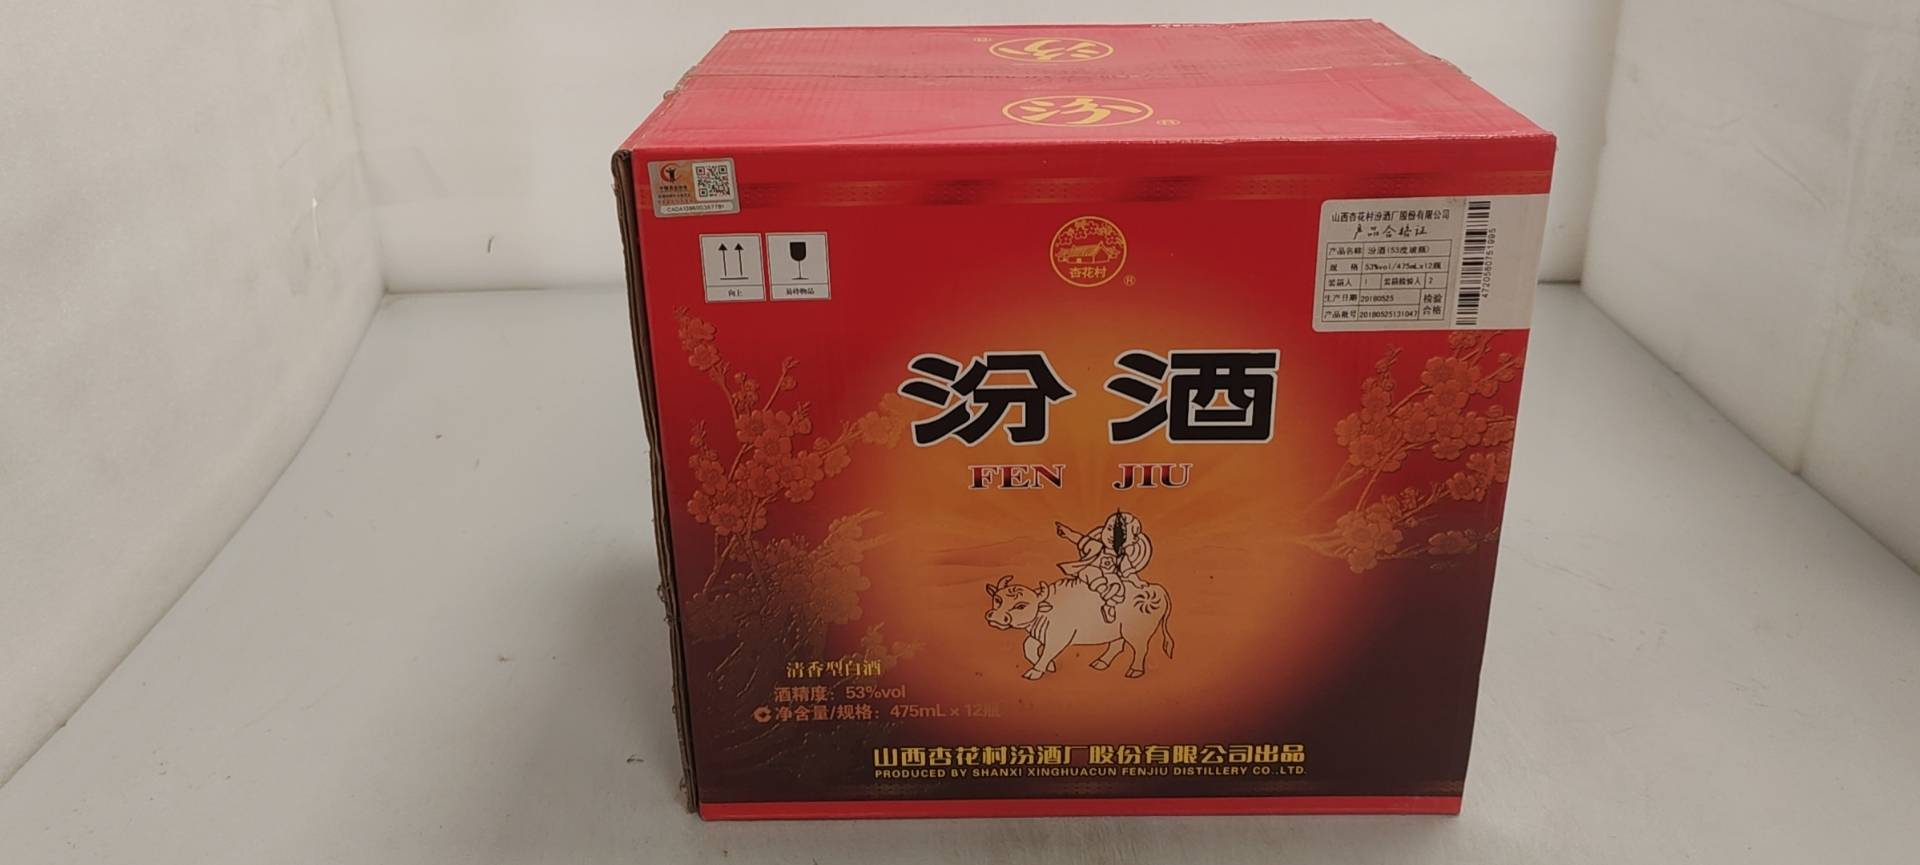 汾
汾
向上
易碎物品
杏花村
®
山西杏花村汾酒厂股份有限公司
产品合格证
产品名称 汾酒(53度玻瓶)
规 格 53%vol/475mLx12瓶
装箱人 1 装箱检验人 2
生产日期 20180525 检验
产品批号 20180525131047 合格
汾酒
FEN JIU
清香型白酒
酒精度：53%vol
净含量/规格：475mL×12瓶
山西杏花村汾酒厂股份有限公司出品
PRODUCED BY SHANXI XINGHUACUN FENJIU DISTILLERY CO.,LTD.